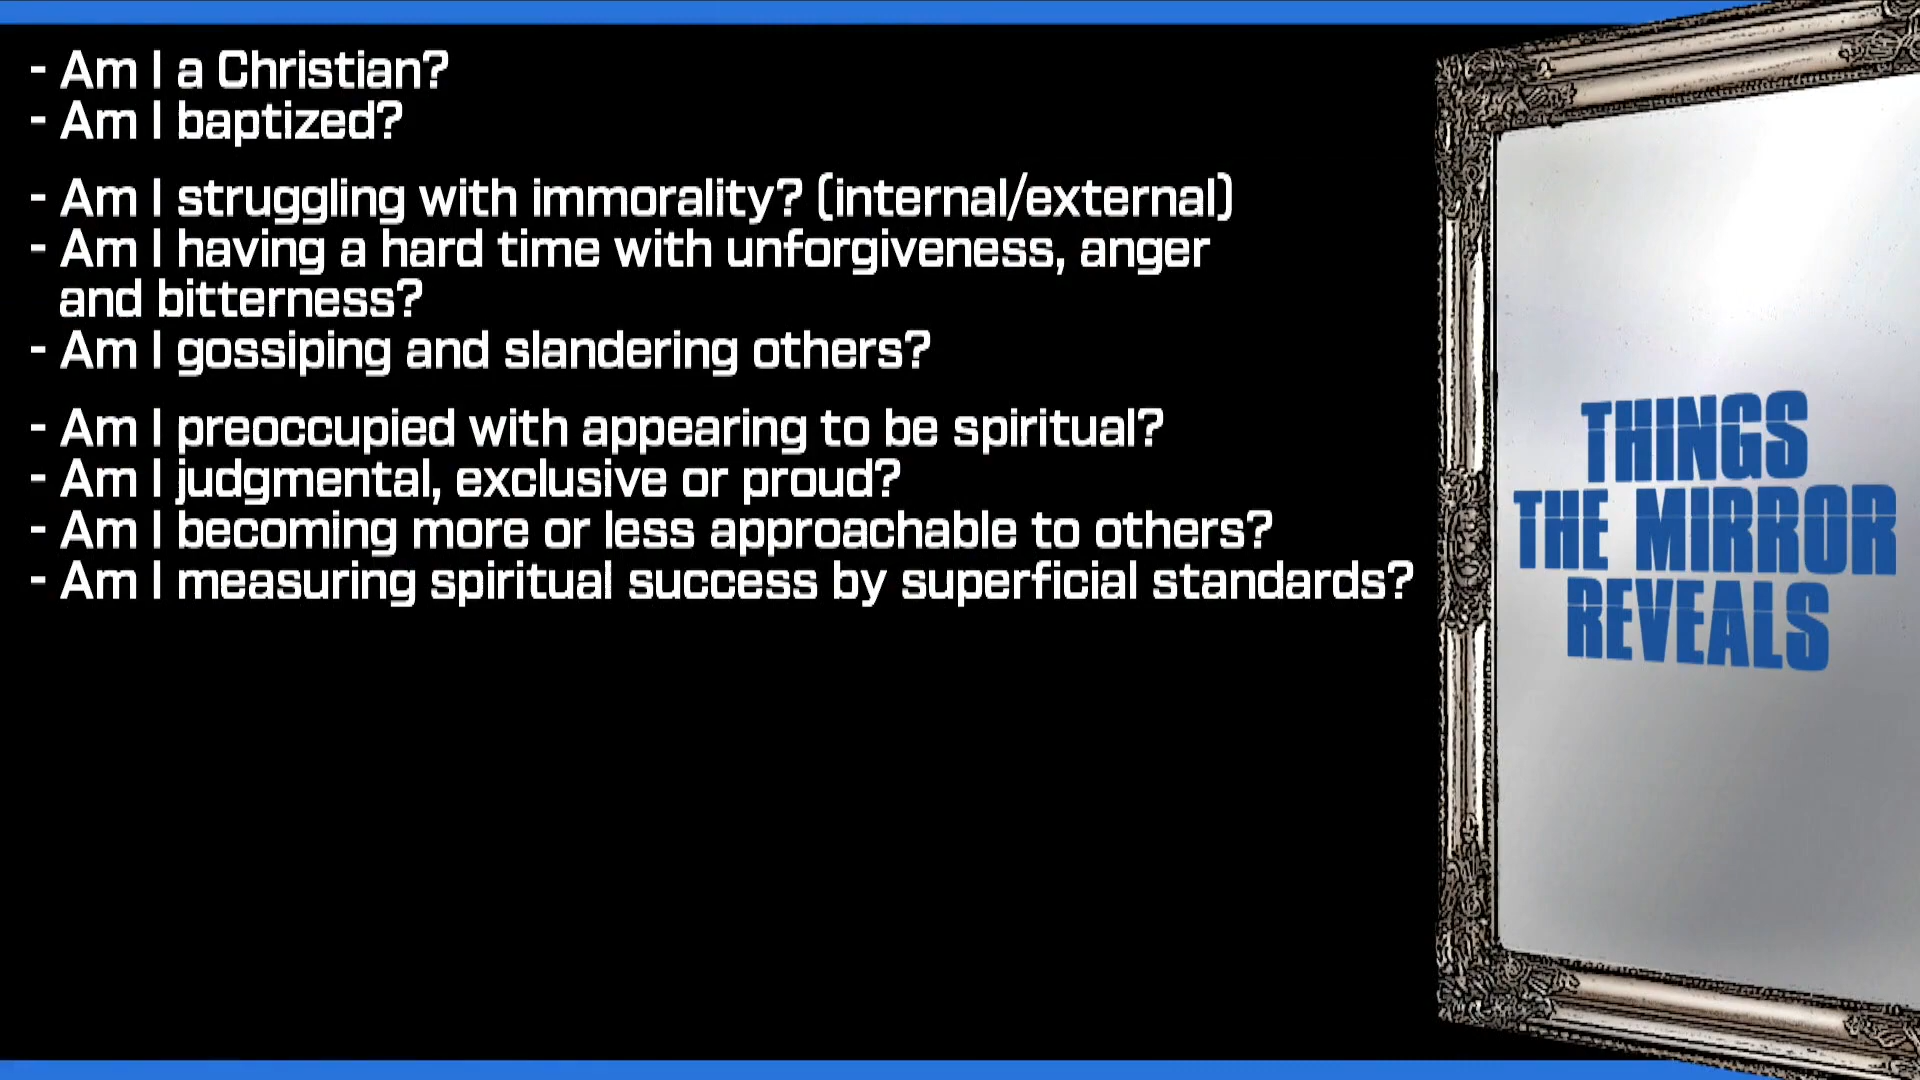 - Am I a Christian?
- Am I baptized?
- Am I struggling with immorality? (internal/external)
- Am I having a hard time with unforgiveness, anger
and bitterness?
- Am I gossiping and slandering others?
- Am I preoccupied with appearing to be spiritual?
- Am I judgmental, exclusive or proud?
- Am I becoming more or less approachable to others?
- Am I measuring spiritual success by superficial standards?
THINGS
THE MIRROR
REVEALS